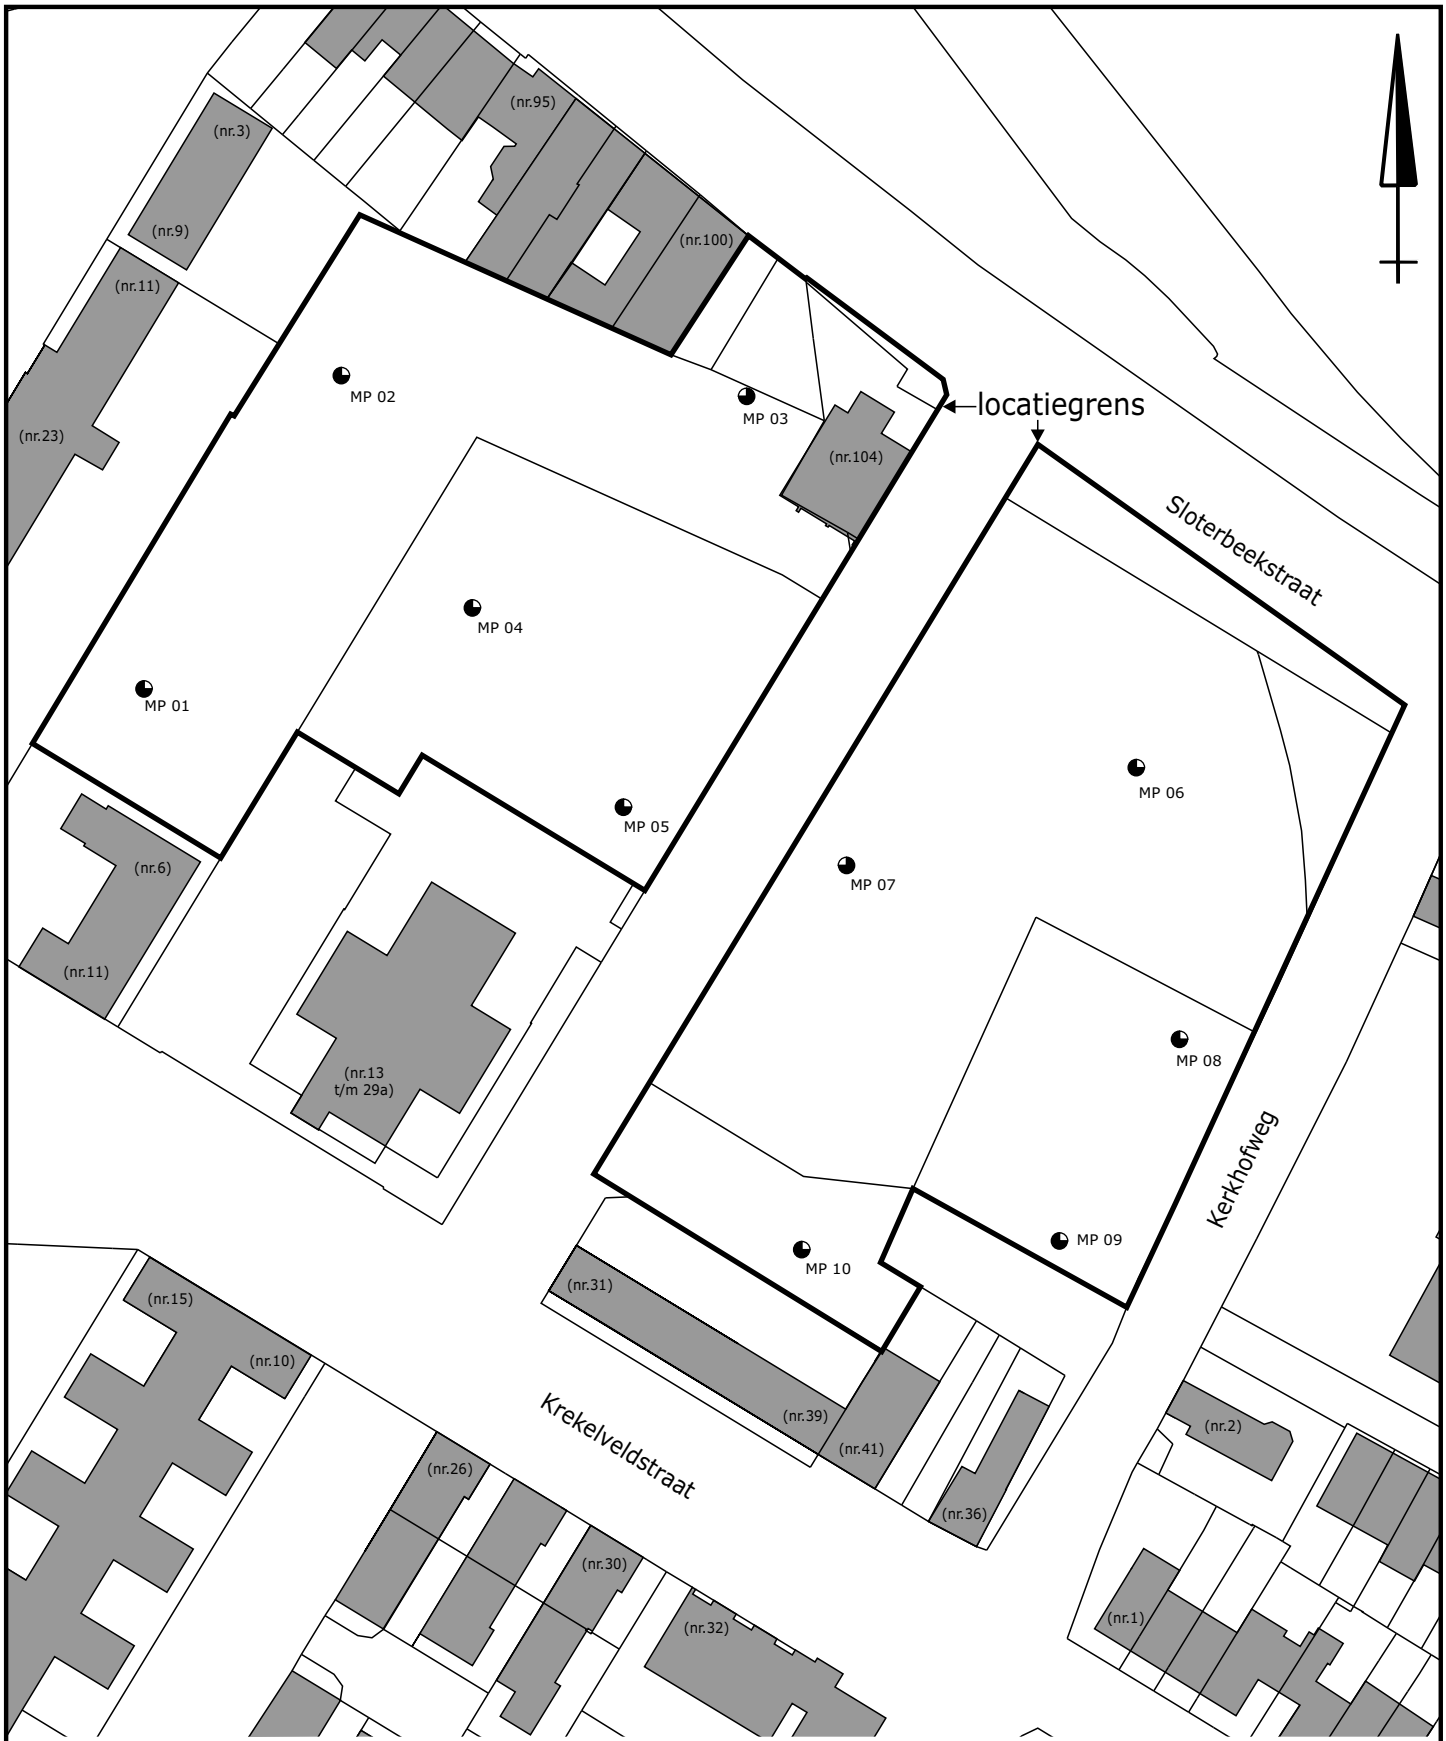 (nr.95)
(nr.3)
(nr.9)
(nr.100)
(nr.11)
MP 02
MP 03
locatiegrens
(nr.23)
(nr.104)
Sloterbeekstraat
MP 04
MP 01
MP 06
MP 05
(nr.6)
MP 07
(nr.11)
MP 08
(nr.13
t/m 29a)
Kerkhofweg
MP 09
MP 10
(nr.31)
(nr.15)
(nr.10)
Krekelveldstraat
(nr.39)
(nr.41)
(nr.2)
(nr.26)
(nr.36)
(nr.30)
(nr.1)
(nr.32)